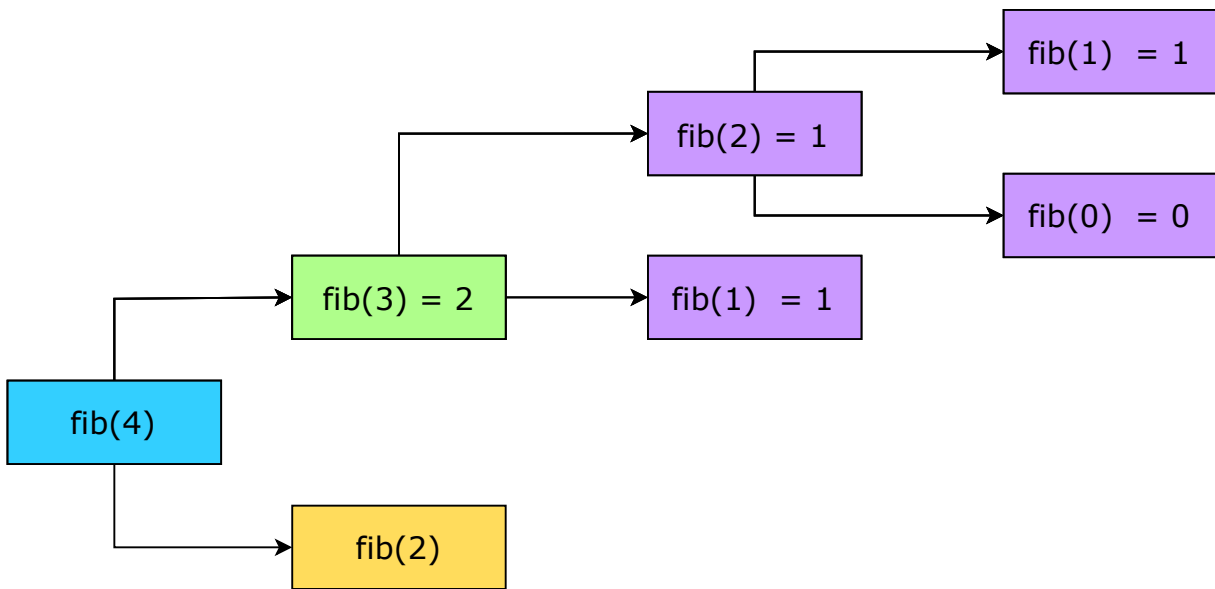 fib(1) = 1
fib(2) = 1
fib(0) = 0
fib(3) = 2
fib(1) = 1
fib(4)
fib(2)